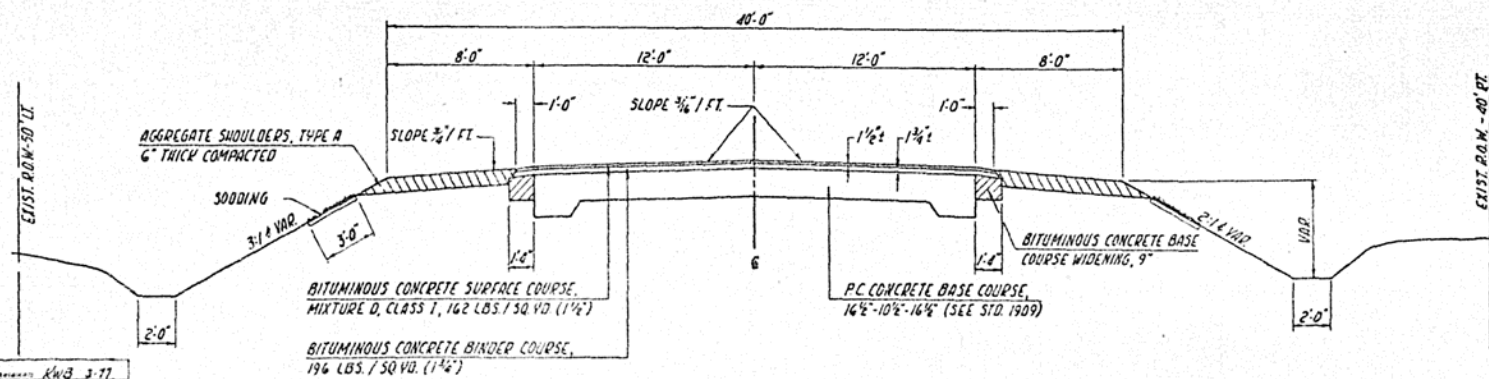 40'-0"
8'-0" 12'-0" 12'-0" 8'-0"
1'-0" SLOPE 3/16"/FT. 1'-0"
AGGREGATE SHOULDERS, TYPE A
6" THICK COMPACTED
SLOPE 3/4"/FT.
1 1/2"± 1 3/4"±
EXIST. R.O.W.-50' LT.
EXIST. R.O.W.-40' RT.
SODDING
3:1 & VAR.
3'-0"
2:1 & VAR.
VAR.
BITUMINOUS CONCRETE BASE
COURSE WIDENING, 9"
1'-0" 1'-0"
BITUMINOUS CONCRETE SURFACE COURSE,
MIXTURE D, CLASS I, 162 LBS./SQ.YD. (1 1/2")
P.C. CONCRETE BASE COURSE,
16 1/2"-10 1/2"-16 1/2" (SEE STD. 1909)
2'-0" 2'-0"
BITUMINOUS CONCRETE BINDER COURSE,
196 LBS./SQ.YD. (1 3/4")
KWB 2-77